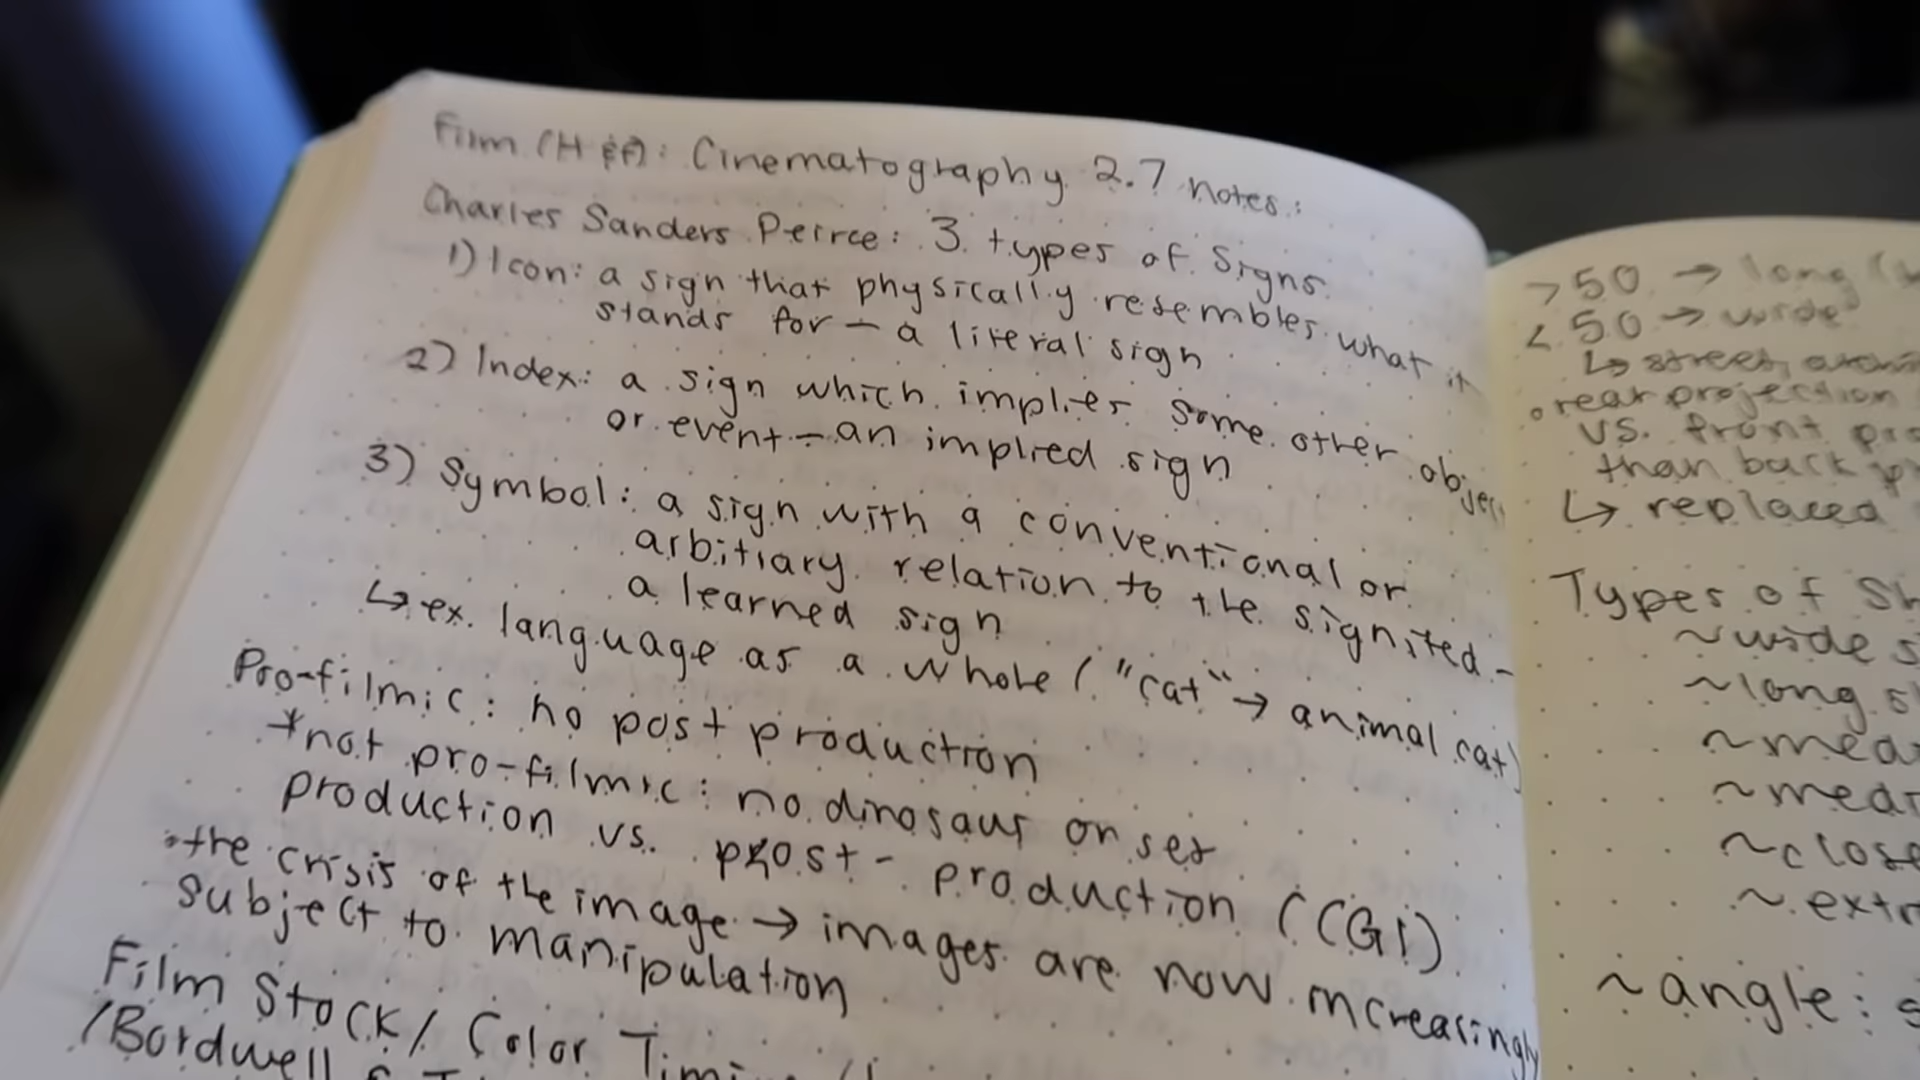 Film (H &A): Cinematography 2.7 notes:
Charles Sanders Peirce: 3 types of Signs
1) Icon: a sign that physically resembles what it
stands for — a literal sign
2) Index: a sign which implies some other objec
or event — an implied sign
3) Symbol: a sign with a conventional or
arbitiary relation to the signified -
a learned sign
↳ ex. language as a whole ("cat" → animal cat)
Pro-filmic: no post production
*not pro-filmic: no dinosaur on set
production vs. post-production (CGI)
•the crisis of the image → images are now increasingly
subject to manipulation
Film Stock/ Color
/Bordwell &
>50 → long
<50 → wide
↳ street,
•rear projection
vs. front
than back
↳ replaced
Types of Sh
~wide s
~long s
~med
~med
~close
~extr
~angle: s